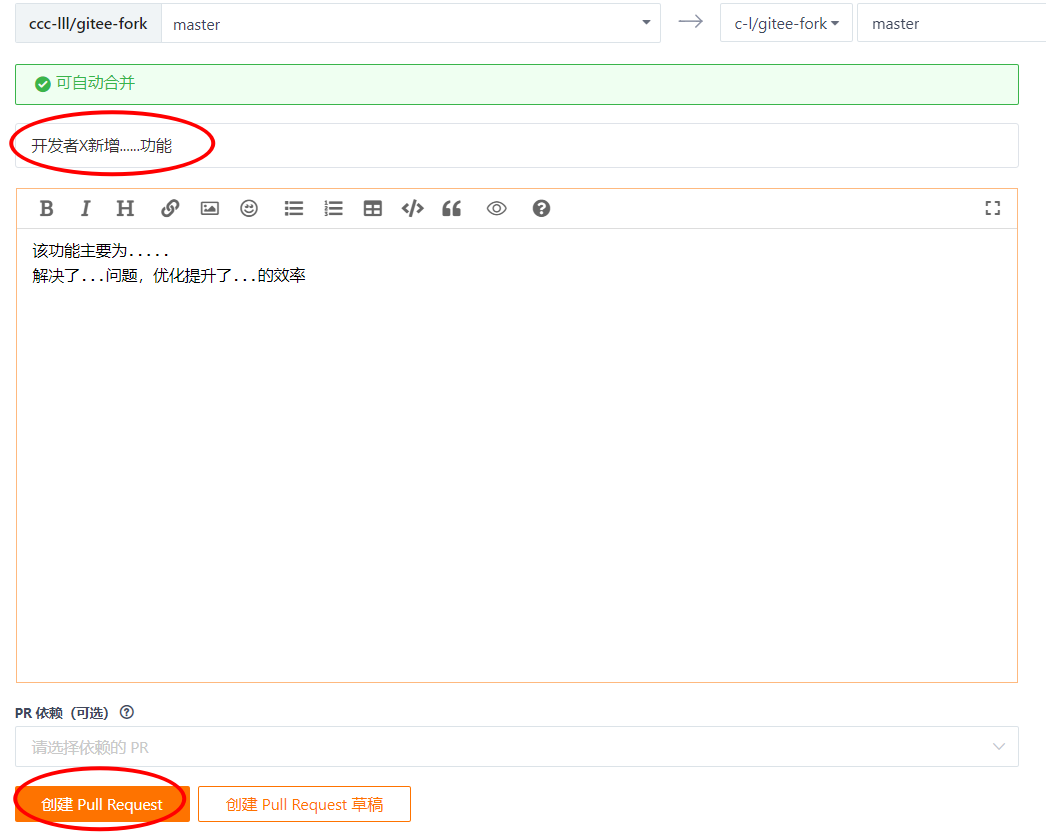 ccc-lll/gitee-fork master c-l/gitee-fork master
可自动合并
开发者X新增......功能
B I H
该功能主要为.....
解决了...问题，优化提升了...的效率
PR 依赖（可选）
请选择依赖的 PR
创建 Pull Request 创建 Pull Request 草稿